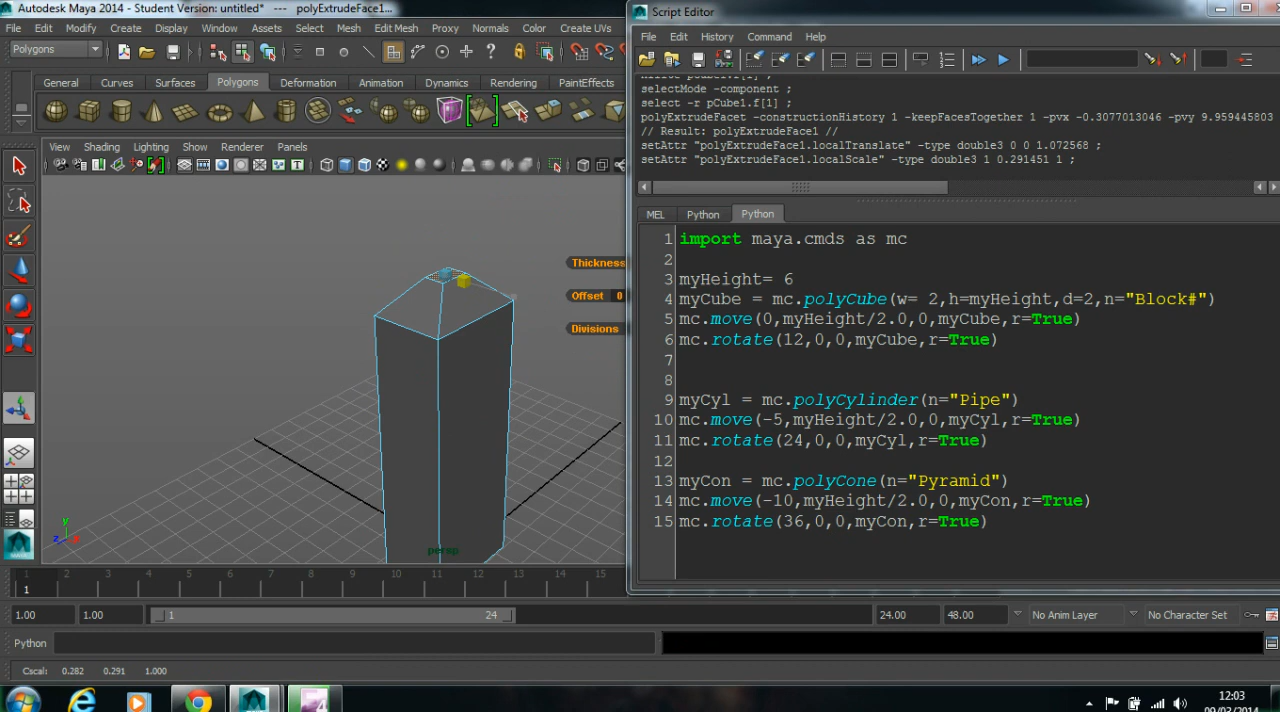 Autodesk Maya 2014 - Student Version: untitled* --- polyExtrudeFace1...
File Edit Modify Create Display Window Assets Select Mesh Edit Mesh Proxy Normals Color Create UVs
Polygons
General Curves Surfaces Polygons Deformation Animation Dynamics Rendering PaintEffects
View Shading Lighting Show Renderer Panels
Thickness
Offset 0
Divisions
y
z x
persp
Script Editor
File Edit History Command Help
selectMode -component ;
select -r pCube1.f[1] ;
polyExtrudeFacet -constructionHistory 1 -keepFacesTogether 1 -pvx -0.3077013046 -pvy 9.959445803
// Result: polyExtrudeFace1 //
setAttr "polyExtrudeFace1.localTranslate" -type double3 0 0 1.072568 ;
setAttr "polyExtrudeFace1.localScale" -type double3 1 0.291451 1 ;
MEL Python Python
1 import maya.cmds as mc
2
3 myHeight= 6
4 myCube = mc.polyCube(w= 2,h=myHeight,d=2,n="Block#")
5 mc.move(0,myHeight/2.0,0,myCube,r=True)
6 mc.rotate(12,0,0,myCube,r=True)
7
8
9 myCyl = mc.polyCylinder(n="Pipe")
10 mc.move(-5,myHeight/2.0,0,myCyl,r=True)
11 mc.rotate(24,0,0,myCyl,r=True)
12
13 myCon = mc.polyCone(n="Pyramid")
14 mc.move(-10,myHeight/2.0,0,myCon,r=True)
15 mc.rotate(36,0,0,myCon,r=True)
1 2 3 4 5 6 7 8 9 10 11 12 13 14 15
1
1.00 1.00 1 24 24.00 48.00 No Anim Layer No Character Set
Python
Cscal: 0.282 0.291 1.000
12:03
09/03/2014